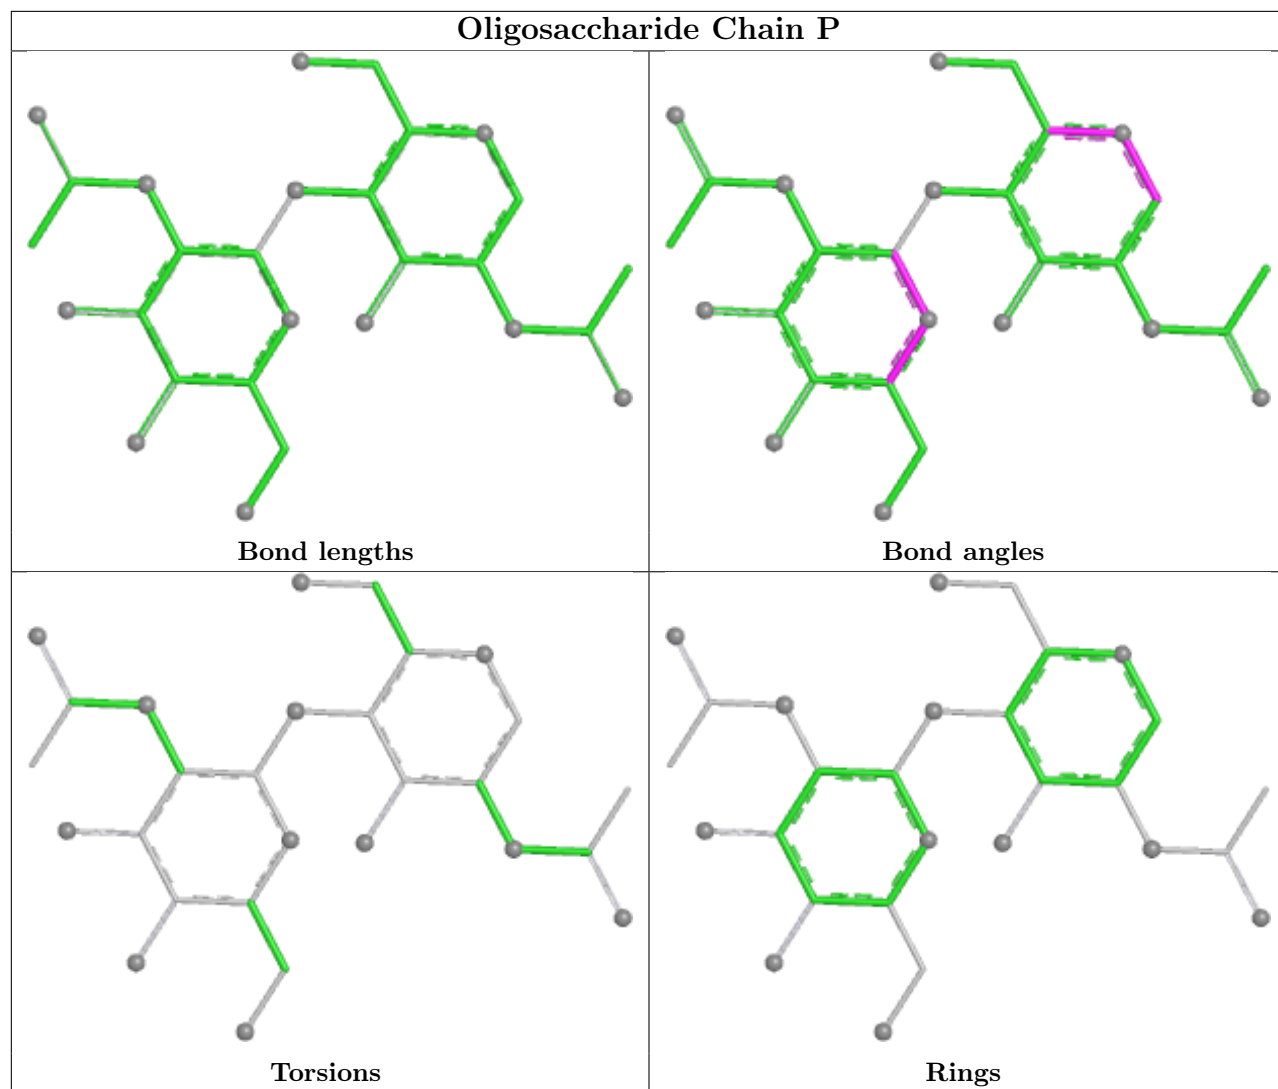 Oligosaccharide Chain P
Bond lengths
Bond angles
Torsions
Rings